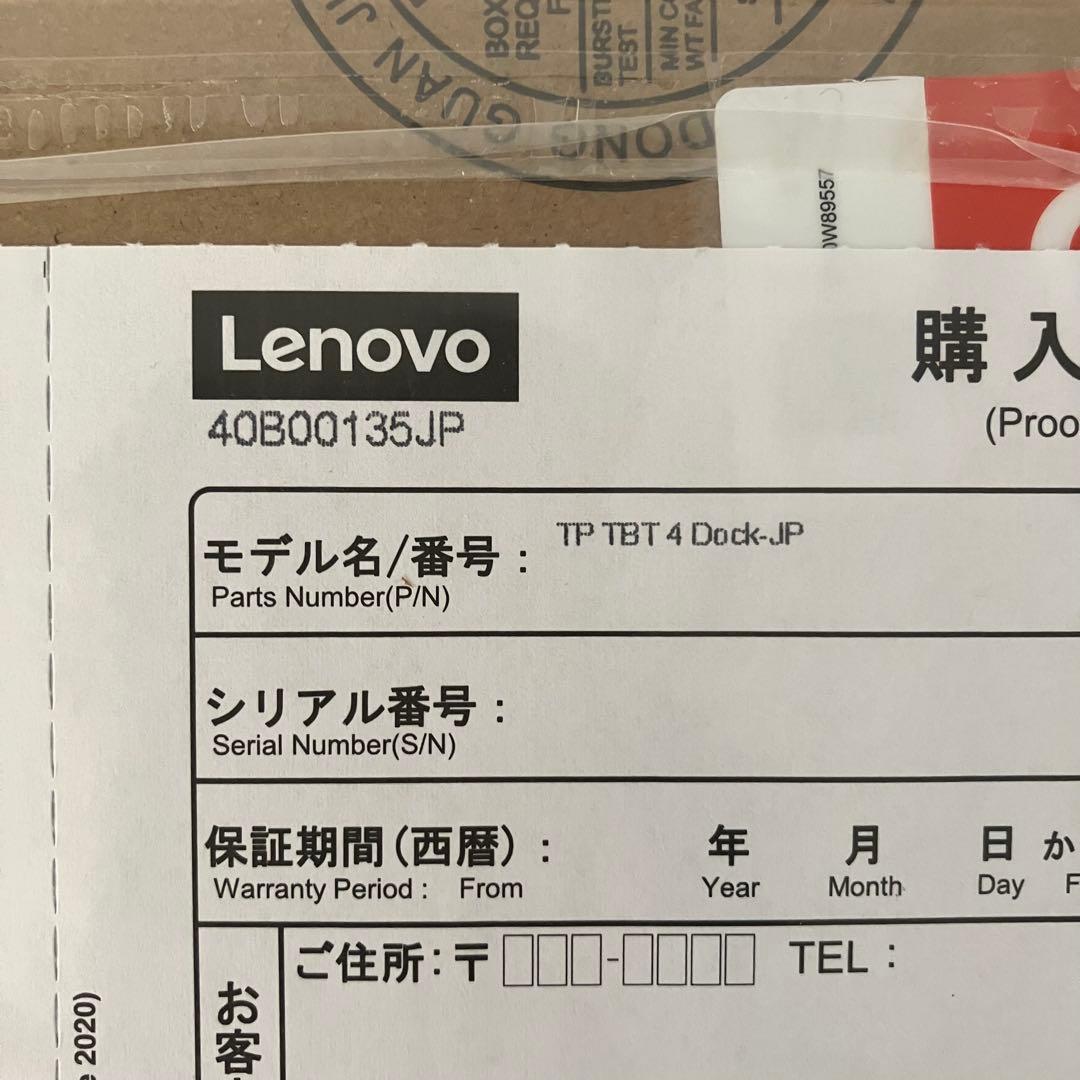 BOX
REQ
BURST
TEST
MIN CO
WT FA
GUAN
DONG
0W89557
Lenovo
40B00135JP
購入
(Proo
モデル名/番号: TP TBT 4 Dock-JP
Parts Number(P/N)
シリアル番号:
Serial Number(S/N)
保証期間(西暦): 年 月 日 か
Warranty Period: From Year Month Day F
ご住所:〒 - TEL:
お客
e 2020)